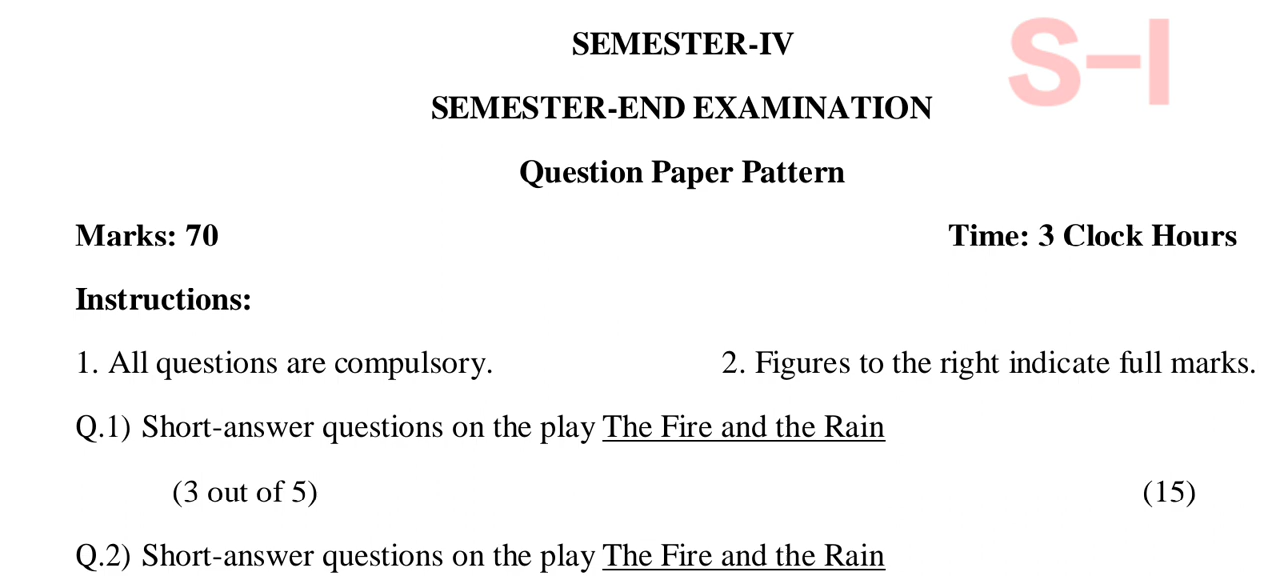 S-I
SEMESTER-IV
SEMESTER-END EXAMINATION
Question Paper Pattern
Marks: 70 Time: 3 Clock Hours
Instructions:
1. All questions are compulsory. 2. Figures to the right indicate full marks.
Q.1) Short-answer questions on the play The Fire and the Rain
(3 out of 5) (15)
Q.2) Short-answer questions on the play The Fire and the Rain